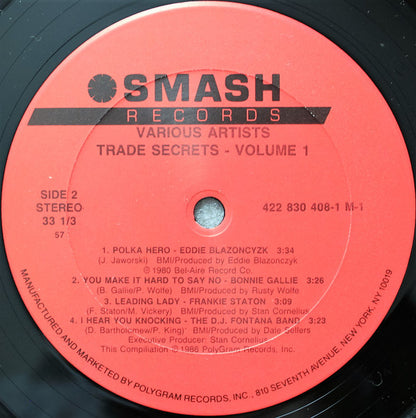 SMASH
RECORDS
VARIOUS ARTISTS
TRADE SECRETS - VOLUME 1
SIDE 2
STEREO
33 1/3
57
422 830 408-1 M-1
1. POLKA HERO - EDDIE BLAZONCYZK 3:34
(J. Jaworski) BMI/Produced by Eddie Blazonczyk
℗ 1980 Bel-Aire Record Co.
2. YOU MAKE IT HARD TO SAY NO - BONNIE GALLIE 3:26
(B. Gallie/P. Wolfe) BMI/Produced by Rusty Wolfe
3. LEADING LADY - FRANKIE STATON 3:09
(F. Staton/M. Vickery) BMI/Produced by Stan Cornelius
4. I HEAR YOU KNOCKING - THE D.J. FONTANA BAND 3:23
(D. Bartholmew/P. King) BMI/Produced by Dale Sellers
Executive Producer: Stan Cornelius
This Compilation ℗ 1986 PolyGram Records, Inc.
MANUFACTURED AND MARKETED BY POLYGRAM RECORDS, INC. 810 SEVENTH AVENUE, NEW YORK, NY 10019